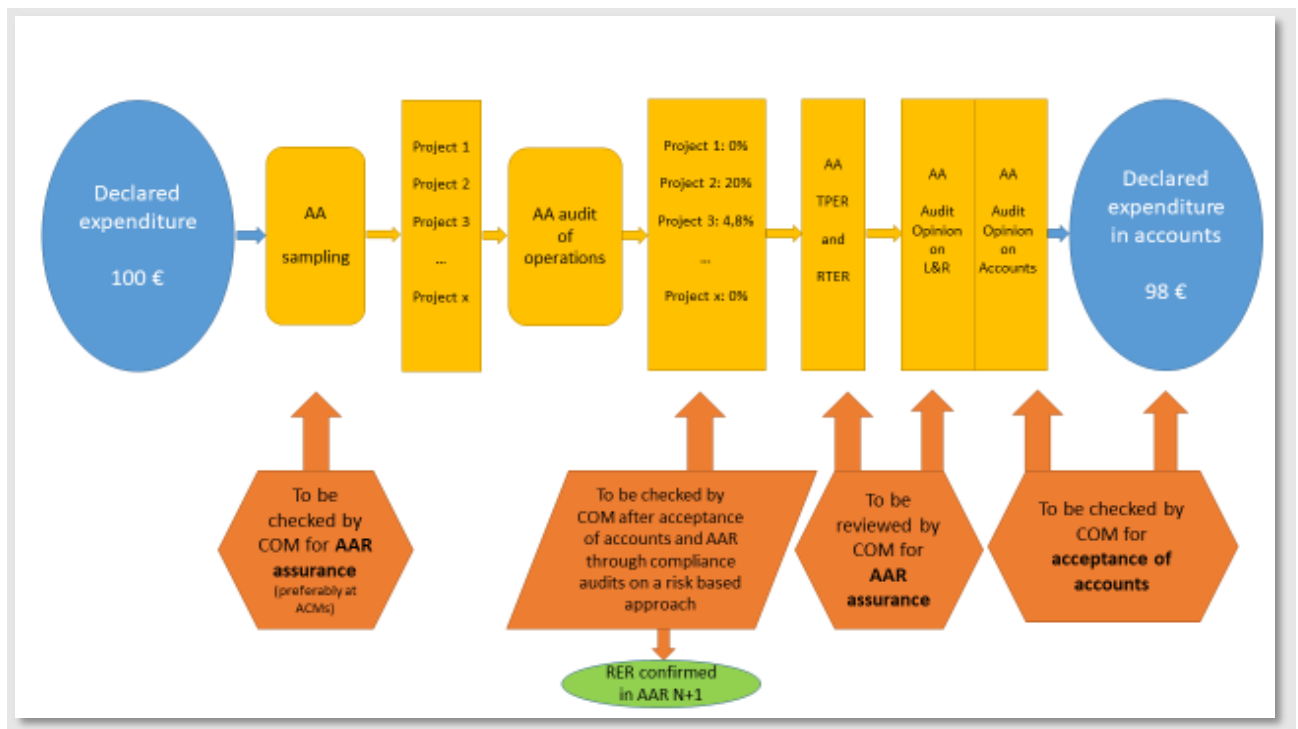 Declared
expenditure
100 €
AA
sampling
Project 1
Project 2
Project 3
...
Project x
AA audit
of
operations
Project 1: 0%
Project 2: 20%
Project 3: 4,8%
...
Project x: 0%
AA
TPER
and
RTER
AA
Audit
Opinion
on
L&R
AA
Audit
Opinion
on
Accounts
Declared
expenditure
in accounts
98 €
To be
checked by
COM for AAR
assurance
(preferably at
ACMs)
To be checked by
COM after acceptance
of accounts and AAR
through compliance
audits on a risk based
approach
To be
reviewed by
COM for
AAR
assurance
To be checked by
COM for
acceptance of
accounts
RER confirmed
in AAR N+1